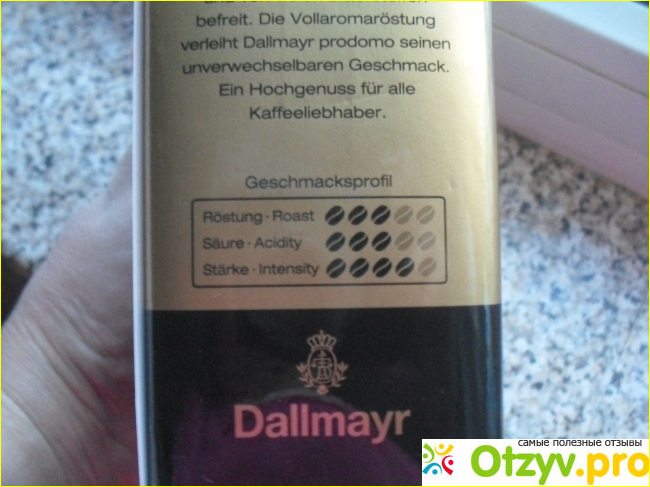 befreit. Die Vollaromaröstung
verleiht Dallmayr prodomo seinen
unverwechselbaren Geschmack.
Ein Hochgenuss für alle
Kaffeeliebhaber.
Geschmacksprofil
Röstung · Roast
Säure · Acidity
Stärke · Intensity
Dallmayr
самые полезные отзывы
Otzyv.pro